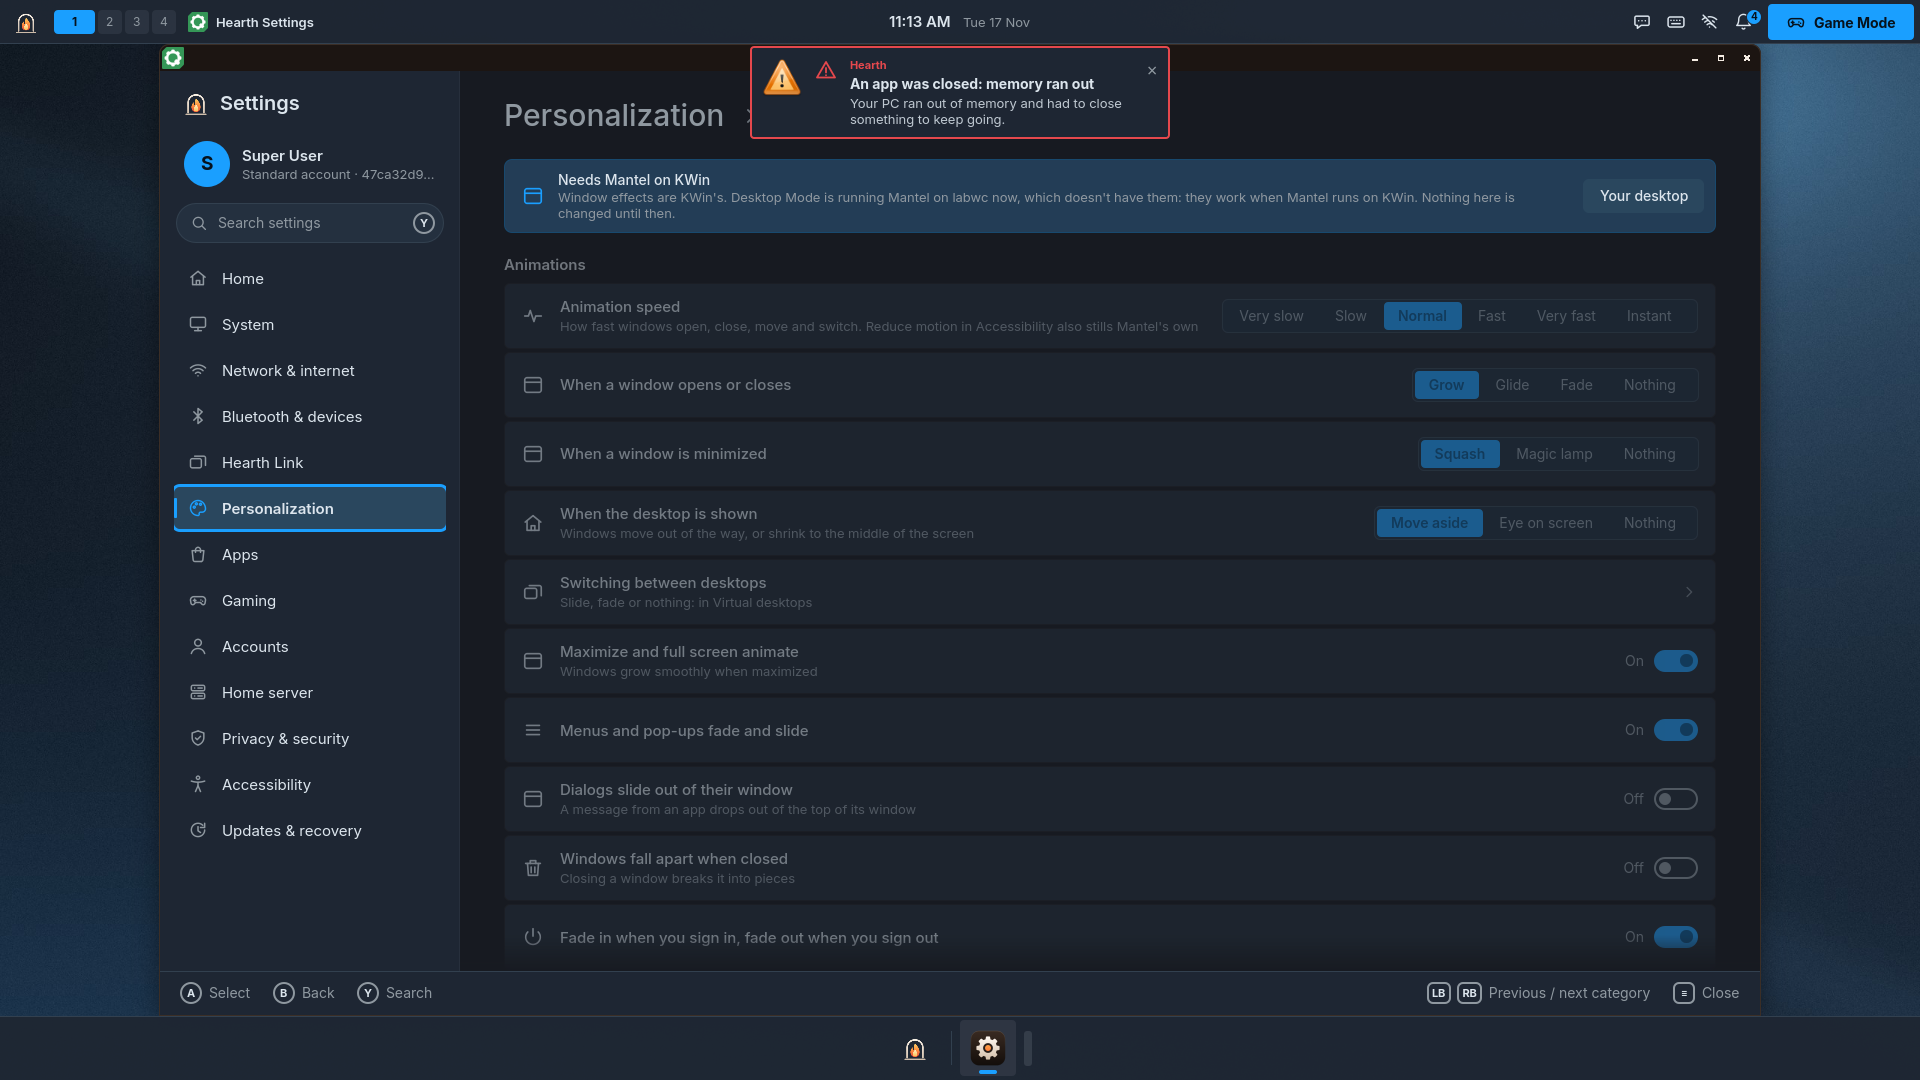 1 2 3 4 Hearth Settings
11:13 AM Tue 17 Nov
4 Game Mode
Hearth
An app was closed: memory ran out
Your PC ran out of memory and had to close
something to keep going.
Settings
S
Super User
Standard account · 47ca32d9...
Search settings Y
Home
System
Network & internet
Bluetooth & devices
Hearth Link
Personalization
Apps
Gaming
Accounts
Home server
Privacy & security
Accessibility
Updates & recovery
Personalization
Needs Mantel on KWin
Window effects are KWin's. Desktop Mode is running Mantel on labwc now, which doesn't have them: they work when Mantel runs on KWin. Nothing here is
changed until then.
Your desktop
Animations
Animation speed
How fast windows open, close, move and switch. Reduce motion in Accessibility also stills Mantel's own
Very slow Slow Normal Fast Very fast Instant
When a window opens or closes
Grow Glide Fade Nothing
When a window is minimized
Squash Magic lamp Nothing
When the desktop is shown
Windows move out of the way, or shrink to the middle of the screen
Move aside Eye on screen Nothing
Switching between desktops
Slide, fade or nothing: in Virtual desktops
Maximize and full screen animate
Windows grow smoothly when maximized
On
Menus and pop-ups fade and slide
On
Dialogs slide out of their window
A message from an app drops out of the top of its window
Off
Windows fall apart when closed
Closing a window breaks it into pieces
Off
Fade in when you sign in, fade out when you sign out
On
A Select B Back Y Search
LB RB Previous / next category Close